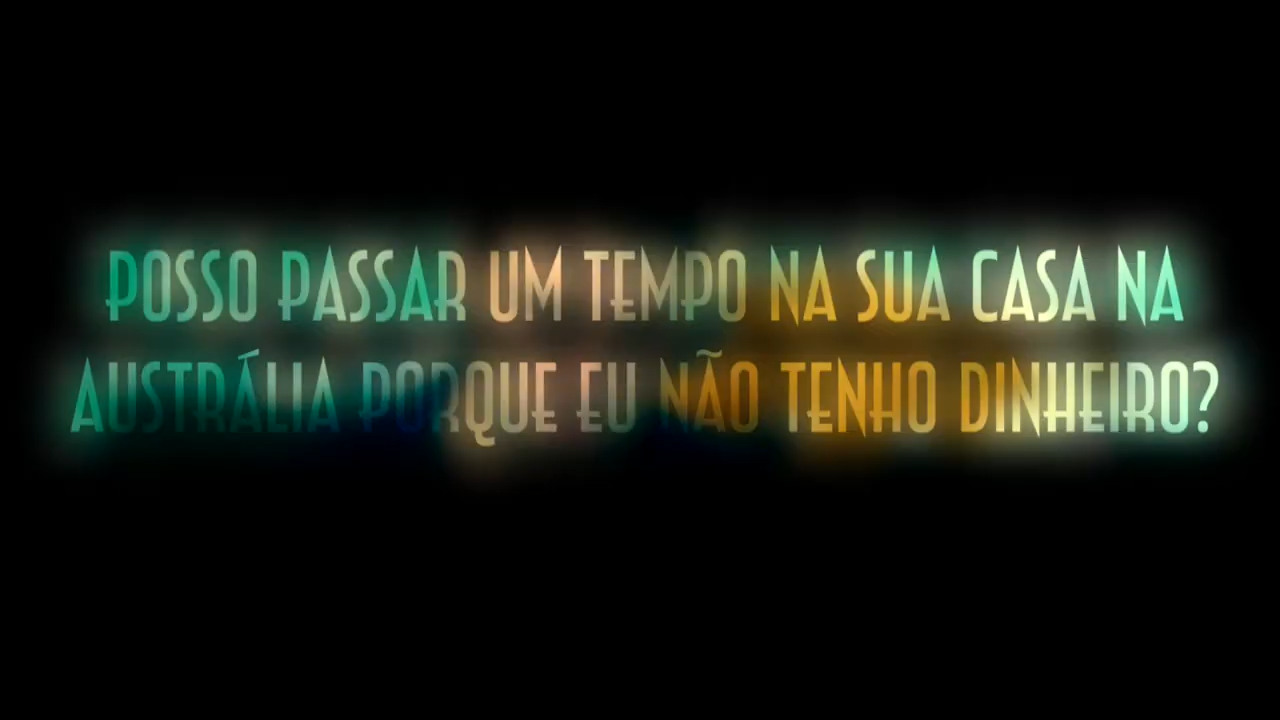 POSSO PASSAR UM TEMPO NA SUA CASA NA
AUSTRÁLIA PORQUE EU NÃO TENHO DINHEIRO?